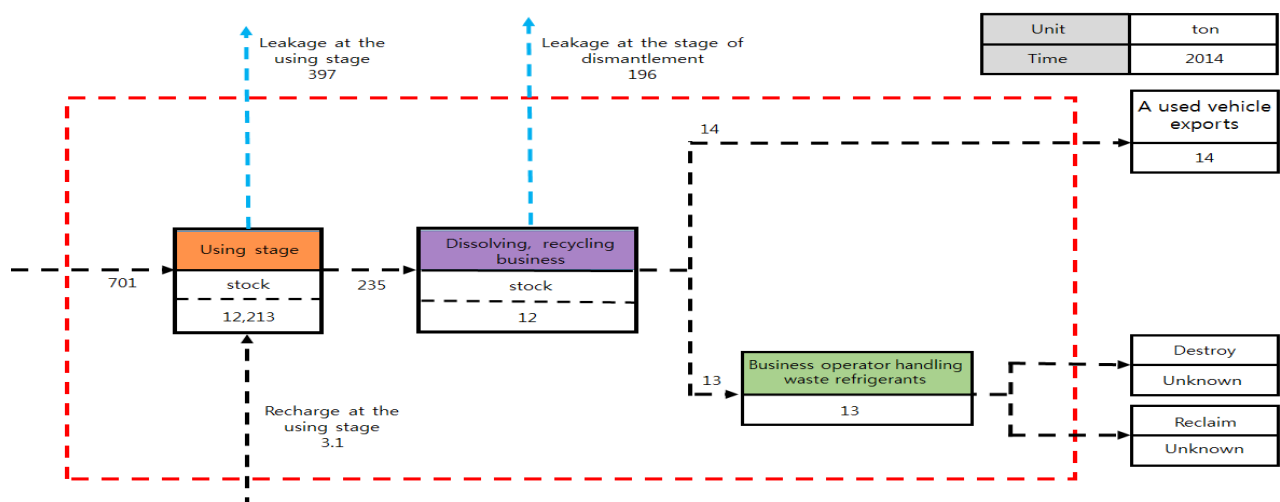 Leakage at the
using stage
397
Leakage at the stage of
dismantlement
196
Unit
ton
Time
2014
A used vehicle
exports
14
14
Using stage
stock
12,213
701
235
Dissolving, recycling
business
stock
12
13
Business operator handling
waste refrigerants
13
Destroy
Unknown
Reclaim
Unknown
Recharge at the
using stage
3.1